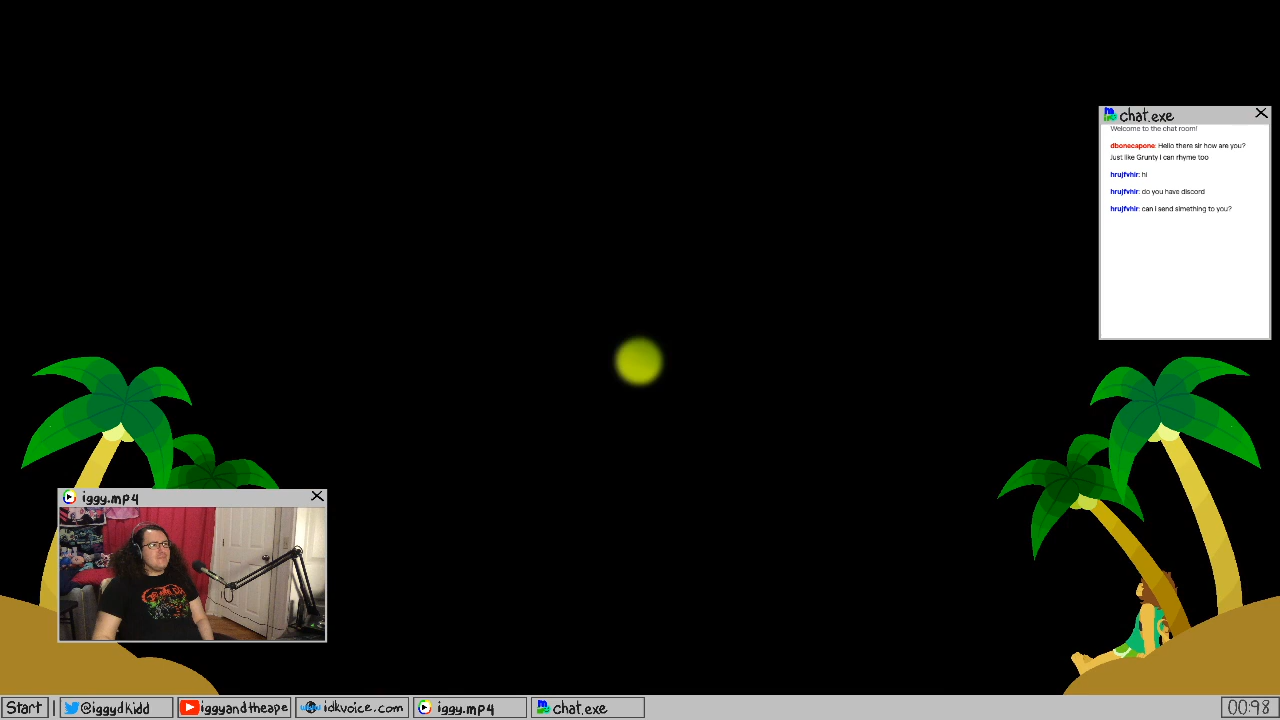 chat.exe
Welcome to the chat room!
dbonecapone: Hello there sir how are you?
Just like Grunty I can rhyme too
hrujfvhir: hi
hrujfvhir: do you have discord
hrujfvhir: can i send simething to you?
iggy.mp4
Start | @iggydkidd iggyandtheape idkvoice.com iggy.mp4 chat.exe 00:98